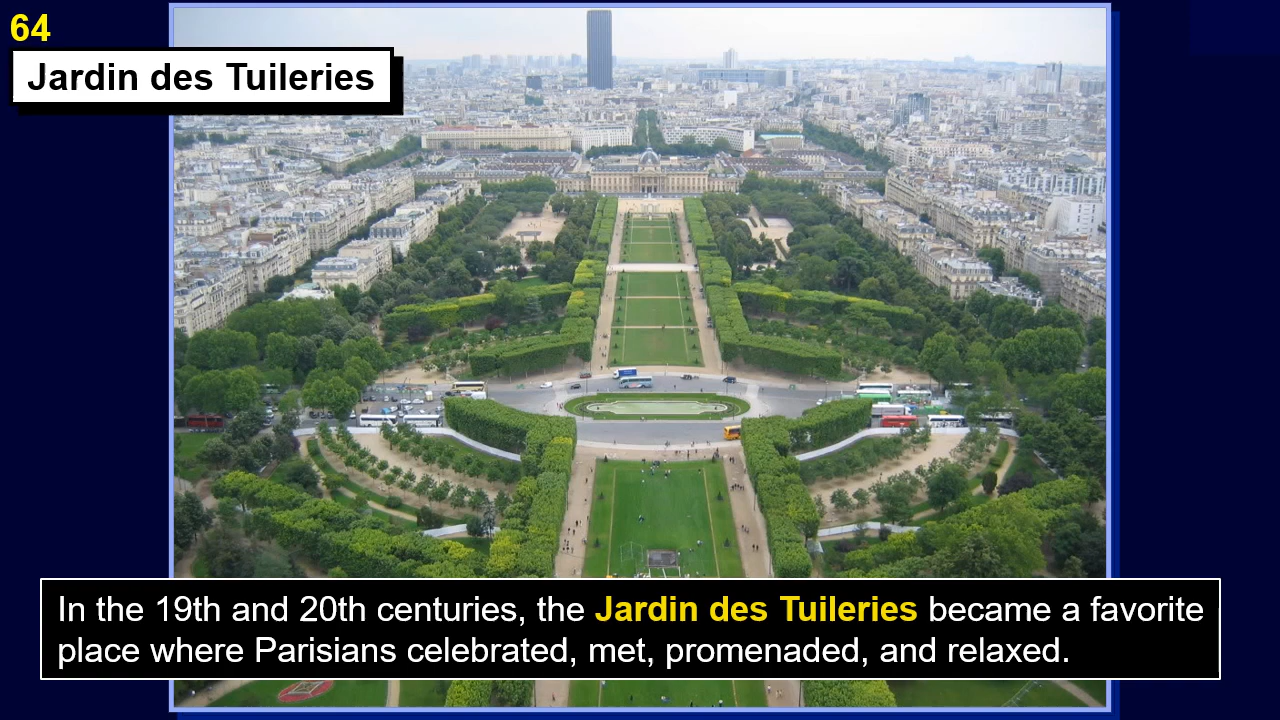 64
Jardin des Tuileries
In the 19th and 20th centuries, the Jardin des Tuileries became a favorite
place where Parisians celebrated, met, promenaded, and relaxed.